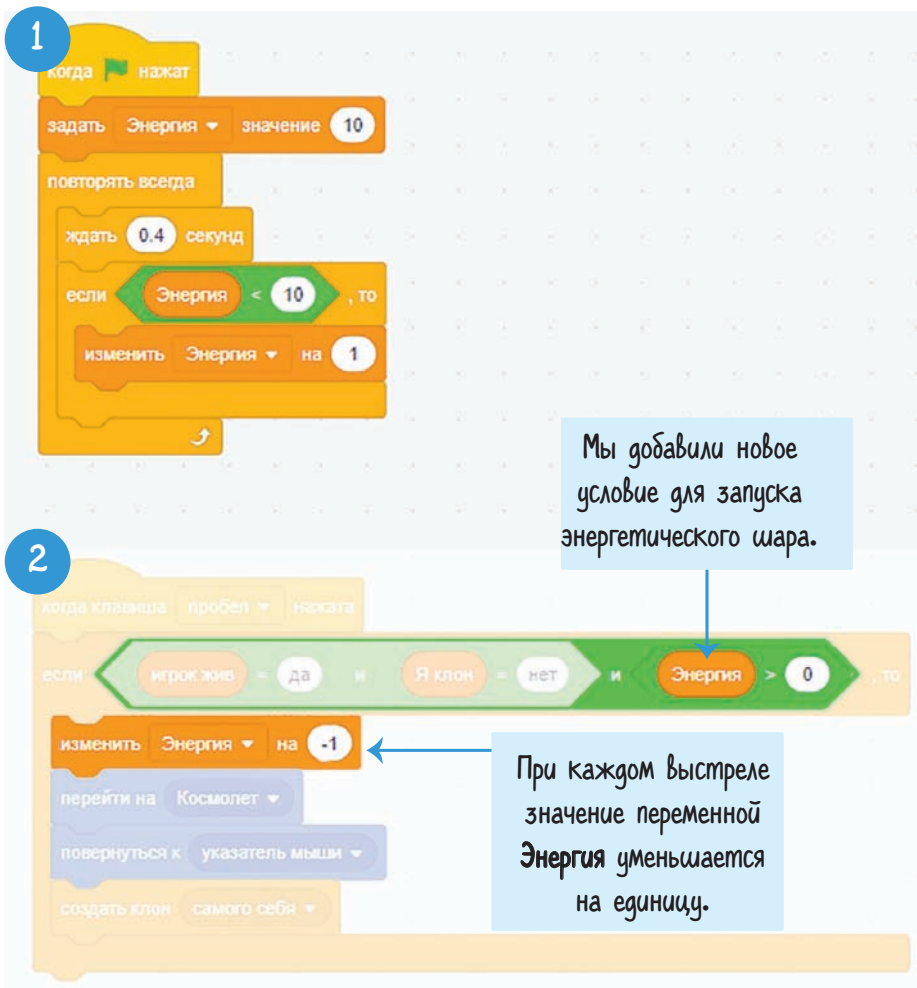 1
когда нажат
задать Энергия значение 10
повторять всегда
ждать 0.4 секунд
если Энергия < 10 , то
изменить Энергия на 1
Мы добавили новое
условие для запуска
энергетического шара.
2
когда клавиша пробел нажата
если игрок жив = да и Я клон = нет и Энергия > 0 , то
изменить Энергия на -1
При каждом выстреле
значение переменной
Энергия уменьшается
на единицу.
перейти на Космолет
повернуться к указатель мыши
создать клон самого себя